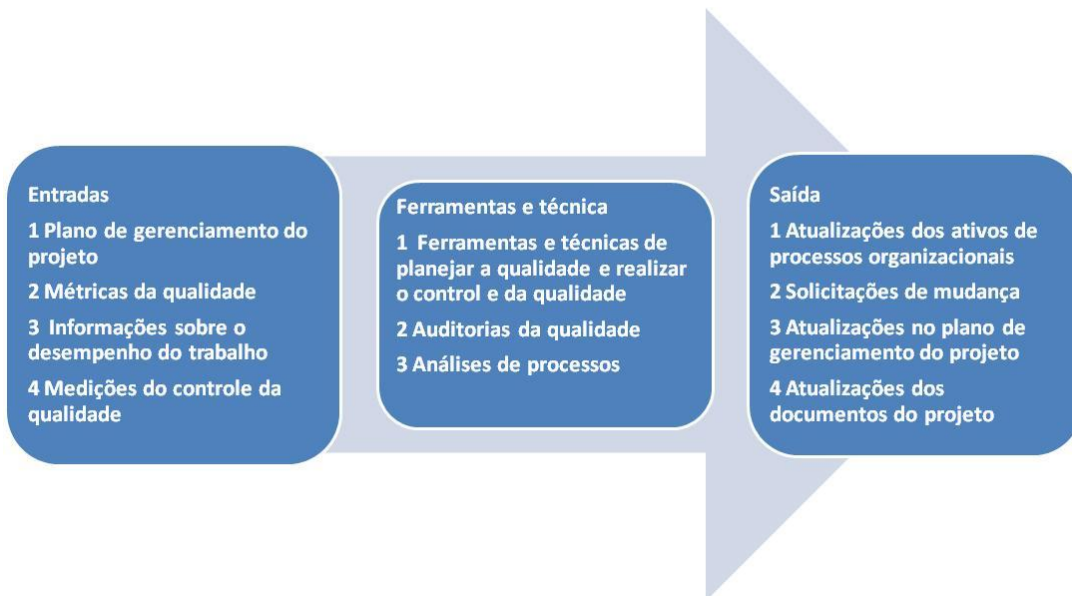 Entradas
1 Plano de gerenciamento do
projeto
2 Métricas da qualidade
3 Informações sobre o
desempenho do trabalho
4 Medições do controle da
qualidade
Ferramentas e técnica
1 Ferramentas e técnicas de
planejar a qualidade e realizar
o control e da qualidade
2 Auditorias da qualidade
3 Análises de processos
Saída
1 Atualizações dos ativos de
processos organizacionais
2 Solicitações de mudança
3 Atualizações no plano de
gerenciamento do projeto
4 Atualizações dos
documentos do projeto